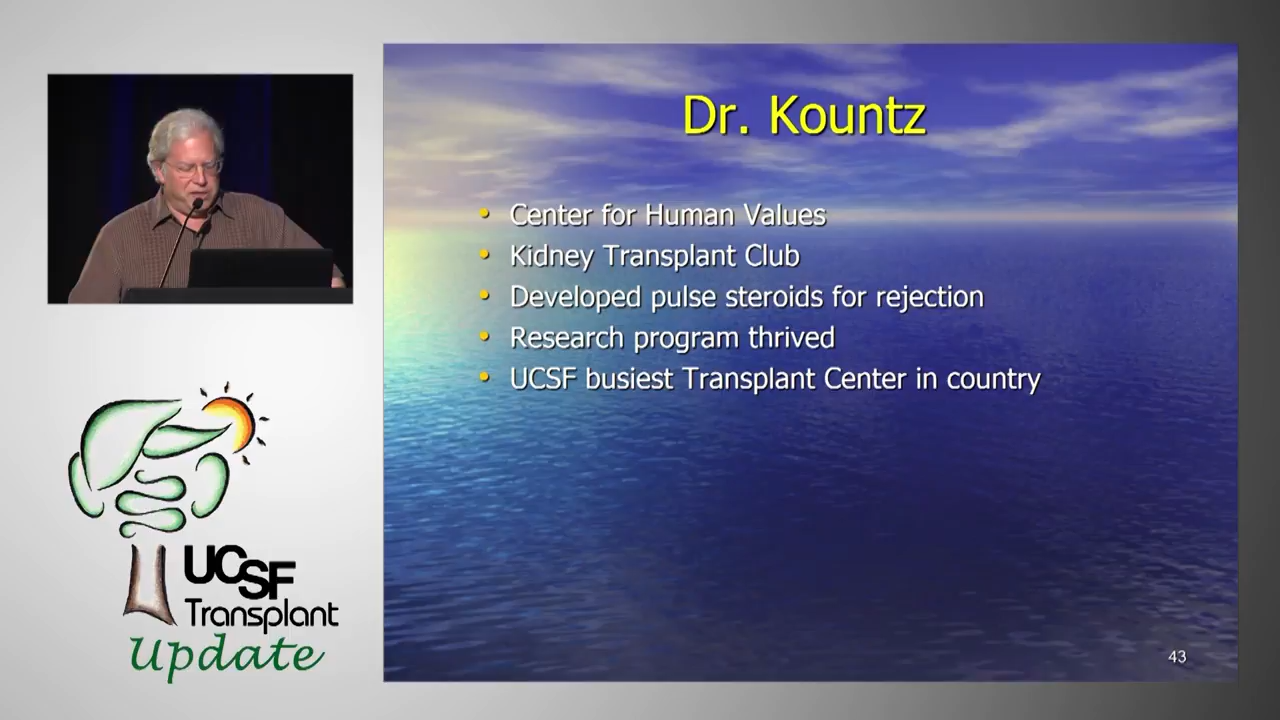 Dr. Kountz
Center for Human Values
Kidney Transplant Club
Developed pulse steroids for rejection
Research program thrived
UCSF busiest Transplant Center in country
43
UCSF
Transplant
Update